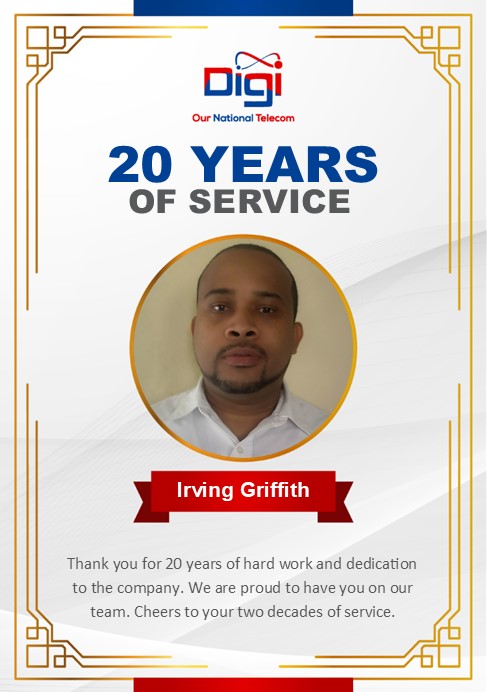 Digi
Our National Telecom
20 YEARS
OF SERVICE
Irving Griffith
Thank you for 20 years of hard work and dedication
to the company. We are proud to have you on our
team. Cheers to your two decades of service.